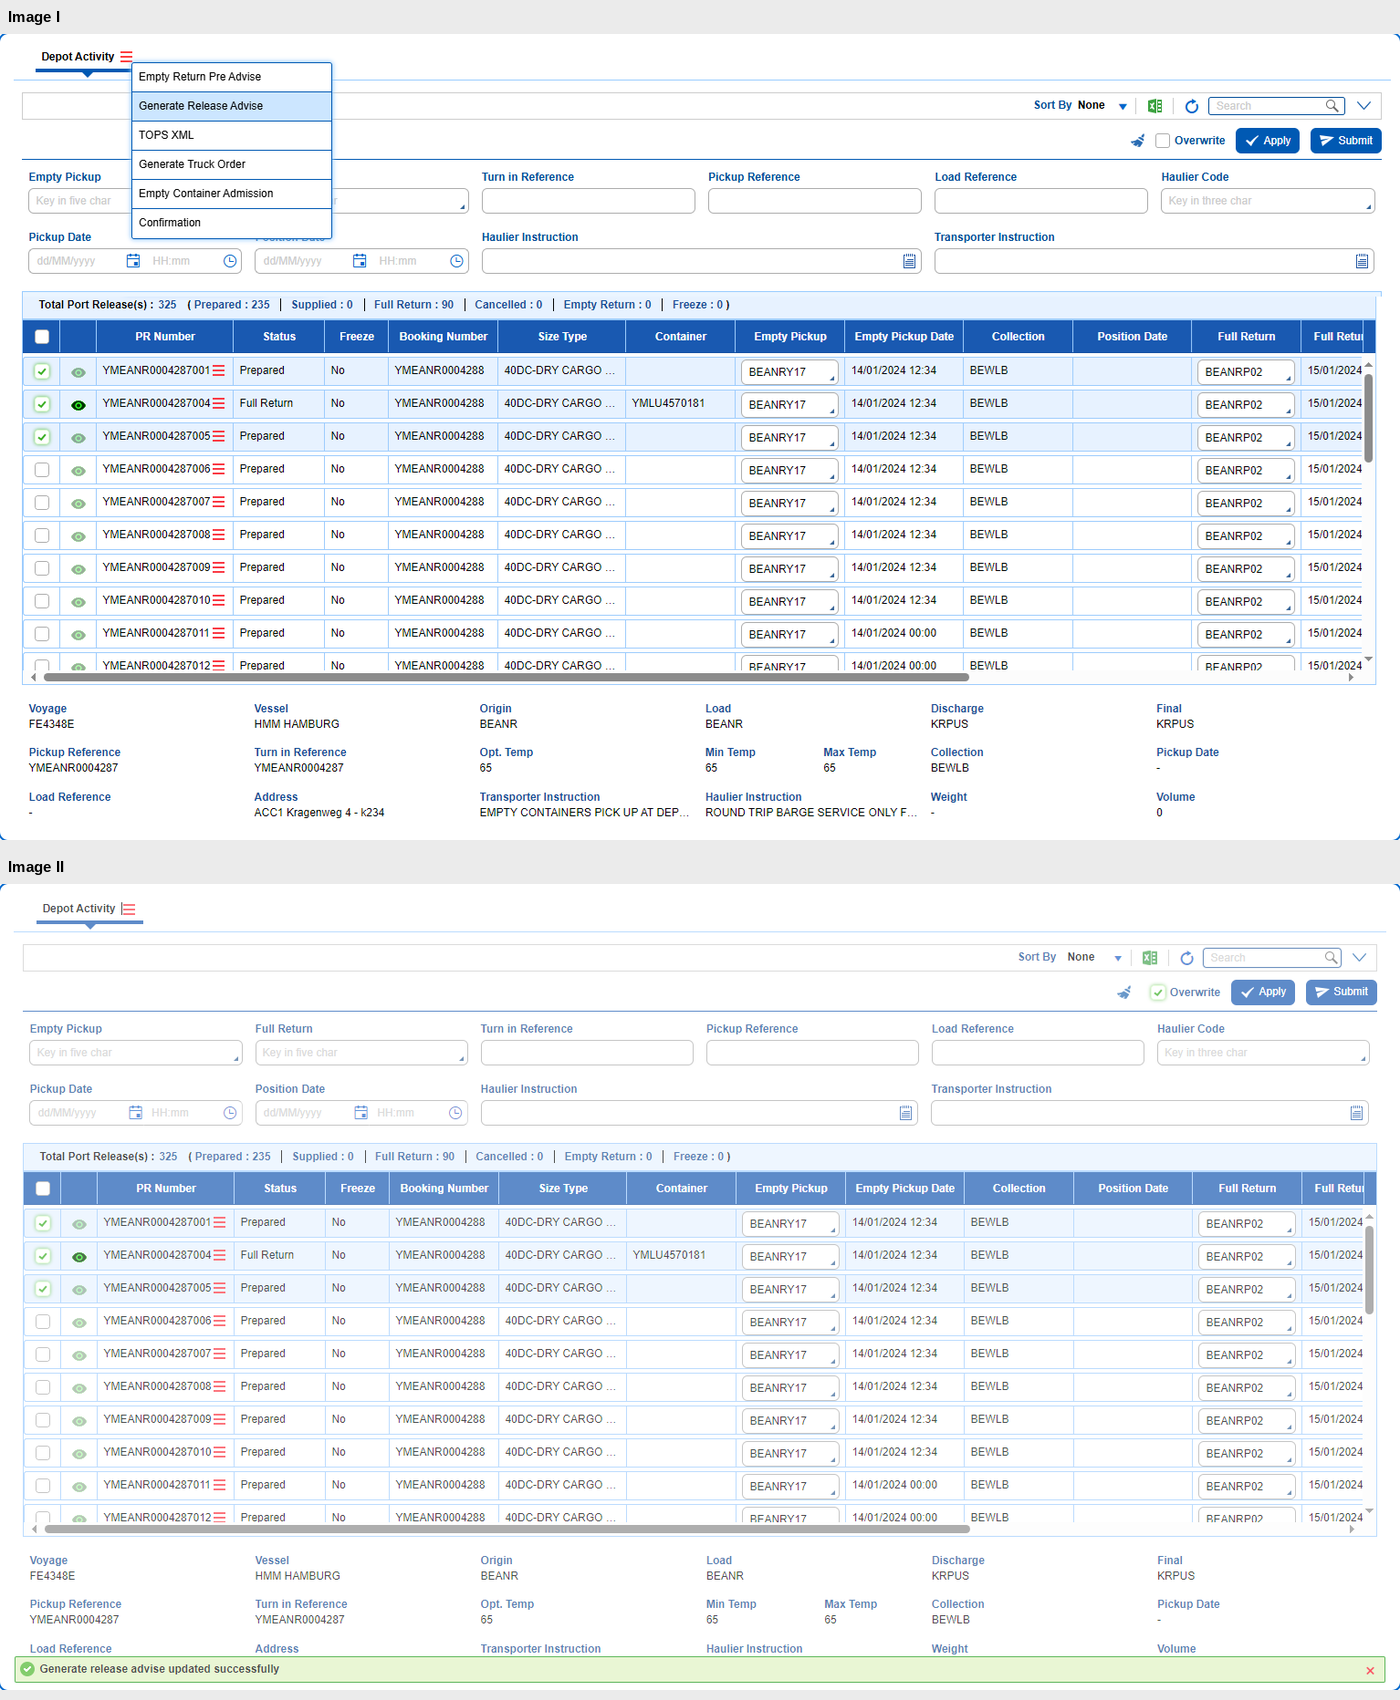 Image I
Depot Activity
Empty Return Pre Advise
Generate Release Advise
TOPS XML
Generate Truck Order
Empty Container Admission
Confirmation
Sort By None Search
Overwrite Apply Submit
Empty Pickup Turn in Reference Pickup Reference Load Reference Haulier Code
Key in five char Key in three char
Pickup Date Position Date Haulier Instruction Transporter Instruction
dd/MM/yyyy HH:mm dd/MM/yyyy HH:mm
Total Port Release(s) : 325 ( Prepared : 235 | Supplied : 0 | Full Return : 90 | Cancelled : 0 | Empty Return : 0 | Freeze : 0 )
PR Number Status Freeze Booking Number Size Type Container Empty Pickup Empty Pickup Date Collection Position Date Full Return Full Retur
YMEANR0004287001 Prepared No YMEANR0004288 40DC-DRY CARGO ... BEANRY17 14/01/2024 12:34 BEWLB BEANRP02 15/01/2024
YMEANR0004287004 Full Return No YMEANR0004288 40DC-DRY CARGO ... YMLU4570181 BEANRY17 14/01/2024 12:34 BEWLB BEANRP02 15/01/2024
YMEANR0004287005 Prepared No YMEANR0004288 40DC-DRY CARGO ... BEANRY17 14/01/2024 12:34 BEWLB BEANRP02 15/01/2024
YMEANR0004287006 Prepared No YMEANR0004288 40DC-DRY CARGO ... BEANRY17 14/01/2024 12:34 BEWLB BEANRP02 15/01/2024
YMEANR0004287007 Prepared No YMEANR0004288 40DC-DRY CARGO ... BEANRY17 14/01/2024 12:34 BEWLB BEANRP02 15/01/2024
YMEANR0004287008 Prepared No YMEANR0004288 40DC-DRY CARGO ... BEANRY17 14/01/2024 12:34 BEWLB BEANRP02 15/01/2024
YMEANR0004287009 Prepared No YMEANR0004288 40DC-DRY CARGO ... BEANRY17 14/01/2024 12:34 BEWLB BEANRP02 15/01/2024
YMEANR0004287010 Prepared No YMEANR0004288 40DC-DRY CARGO ... BEANRY17 14/01/2024 12:34 BEWLB BEANRP02 15/01/2024
YMEANR0004287011 Prepared No YMEANR0004288 40DC-DRY CARGO ... BEANRY17 14/01/2024 00:00 BEWLB BEANRP02 15/01/2024
YMEANR0004287012 Prepared No YMEANR0004288 40DC-DRY CARGO ... BEANRY17 14/01/2024 00:00 BEWLB BEANRP02 15/01/2024
Voyage Vessel Origin Load Discharge Final
FE4348E HMM HAMBURG BEANR BEANR KRPUS KRPUS
Pickup Reference Turn in Reference Opt. Temp Min Temp Max Temp Collection Pickup Date
YMEANR0004287 YMEANR0004287 65 65 65 BEWLB -
Load Reference Address Transporter Instruction Haulier Instruction Weight Volume
- ACC1 Kragenweg 4 - k234 EMPTY CONTAINERS PICK UP AT DEP... ROUND TRIP BARGE SERVICE ONLY F... - 0
Image II
Depot Activity
Sort By None Search
Overwrite Apply Submit
Empty Pickup Full Return Turn in Reference Pickup Reference Load Reference Haulier Code
Key in five char Key in five char Key in three char
Pickup Date Position Date Haulier Instruction Transporter Instruction
dd/MM/yyyy HH:mm dd/MM/yyyy HH:mm
Total Port Release(s) : 325 ( Prepared : 235 | Supplied : 0 | Full Return : 90 | Cancelled : 0 | Empty Return : 0 | Freeze : 0 )
PR Number Status Freeze Booking Number Size Type Container Empty Pickup Empty Pickup Date Collection Position Date Full Return Full Retur
YMEANR0004287001 Prepared No YMEANR0004288 40DC-DRY CARGO ... BEANRY17 14/01/2024 12:34 BEWLB BEANRP02 15/01/2024
YMEANR0004287004 Full Return No YMEANR0004288 40DC-DRY CARGO ... YMLU4570181 BEANRY17 14/01/2024 12:34 BEWLB BEANRP02 15/01/2024
YMEANR0004287005 Prepared No YMEANR0004288 40DC-DRY CARGO ... BEANRY17 14/01/2024 12:34 BEWLB BEANRP02 15/01/2024
YMEANR0004287006 Prepared No YMEANR0004288 40DC-DRY CARGO ... BEANRY17 14/01/2024 12:34 BEWLB BEANRP02 15/01/2024
YMEANR0004287007 Prepared No YMEANR0004288 40DC-DRY CARGO ... BEANRY17 14/01/2024 12:34 BEWLB BEANRP02 15/01/2024
YMEANR0004287008 Prepared No YMEANR0004288 40DC-DRY CARGO ... BEANRY17 14/01/2024 12:34 BEWLB BEANRP02 15/01/2024
YMEANR0004287009 Prepared No YMEANR0004288 40DC-DRY CARGO ... BEANRY17 14/01/2024 12:34 BEWLB BEANRP02 15/01/2024
YMEANR0004287010 Prepared No YMEANR0004288 40DC-DRY CARGO ... BEANRY17 14/01/2024 12:34 BEWLB BEANRP02 15/01/2024
YMEANR0004287011 Prepared No YMEANR0004288 40DC-DRY CARGO ... BEANRY17 14/01/2024 00:00 BEWLB BEANRP02 15/01/2024
YMEANR0004287012 Prepared No YMEANR0004288 40DC-DRY CARGO ... BEANRY17 14/01/2024 00:00 BEWLB BEANRP02 15/01/2024
Voyage Vessel Origin Load Discharge Final
FE4348E HMM HAMBURG BEANR BEANR KRPUS KRPUS
Pickup Reference Turn in Reference Opt. Temp Min Temp Max Temp Collection Pickup Date
YMEANR0004287 YMEANR0004287 65 65 65 BEWLB -
Load Reference Address Transporter Instruction Haulier Instruction Weight Volume
Generate release advise updated successfully